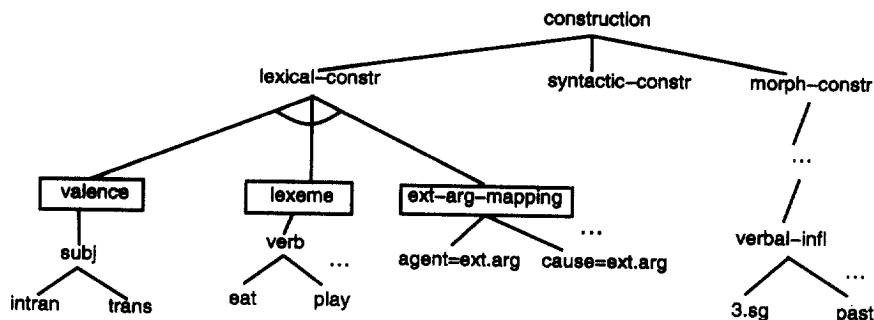 construction
lexical–constr syntactic–constr morph–constr
...
valence lexeme ext–arg–mapping
...
subj verb ... agent=ext.arg cause=ext.arg verbal–infl
intran trans eat play 3.sg past ...